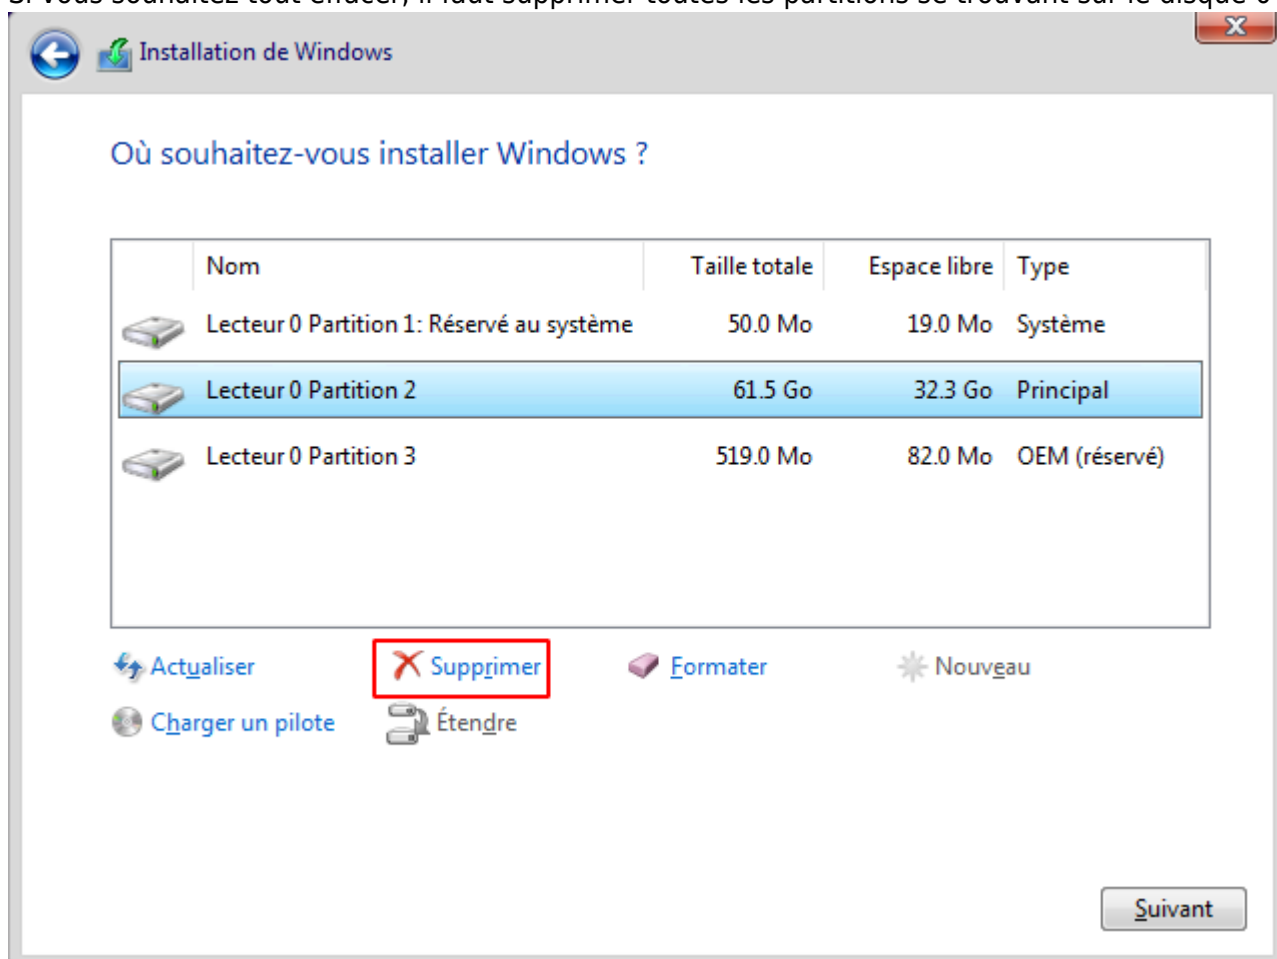 Si vous souhaitez tout effacer, il faut supprimer toutes les partitions se trouvant sur le disque 0
Installation de Windows
X
Où souhaitez-vous installer Windows ?
Nom Taille totale Espace libre Type
Lecteur 0 Partition 1: Réservé au système 50.0 Mo 19.0 Mo Système
Lecteur 0 Partition 2 61.5 Go 32.3 Go Principal
Lecteur 0 Partition 3 519.0 Mo 82.0 Mo OEM (réservé)
Actualiser Supprimer Formater Nouveau
Charger un pilote Étendre
Suivant